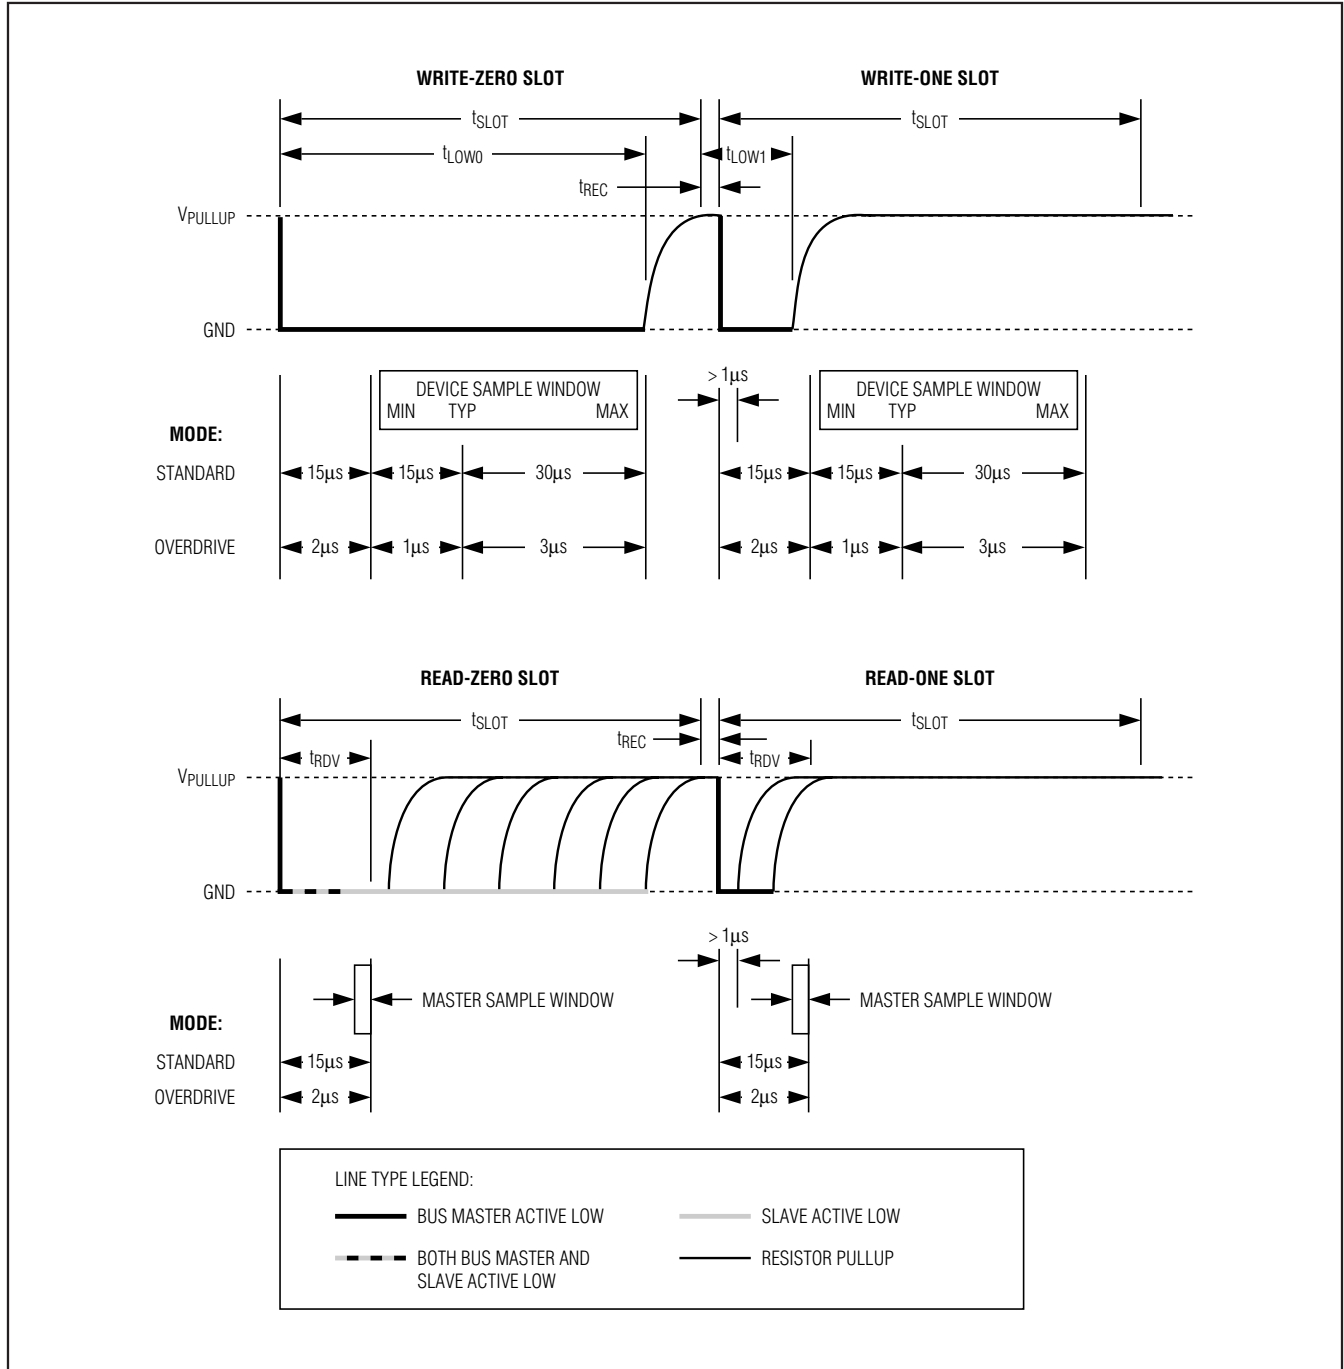 WRITE-ZERO SLOT WRITE-ONE SLOT
tSLOT tSLOT
tLOW0 tLOW1
tREC
VPULLUP
GND
> 1µs
DEVICE SAMPLE WINDOW DEVICE SAMPLE WINDOW
MIN TYP MAX MIN TYP MAX
MODE:
STANDARD 15µs 15µs 30µs 15µs 15µs 30µs
OVERDRIVE 2µs 1µs 3µs 2µs 1µs 3µs
READ-ZERO SLOT READ-ONE SLOT
tSLOT tSLOT
tREC
tRDV tRDV
VPULLUP
GND
> 1µs
MASTER SAMPLE WINDOW MASTER SAMPLE WINDOW
MODE:
STANDARD 15µs 15µs
OVERDRIVE 2µs 2µs
LINE TYPE LEGEND:
BUS MASTER ACTIVE LOW SLAVE ACTIVE LOW
BOTH BUS MASTER AND RESISTOR PULLUP
SLAVE ACTIVE LOW